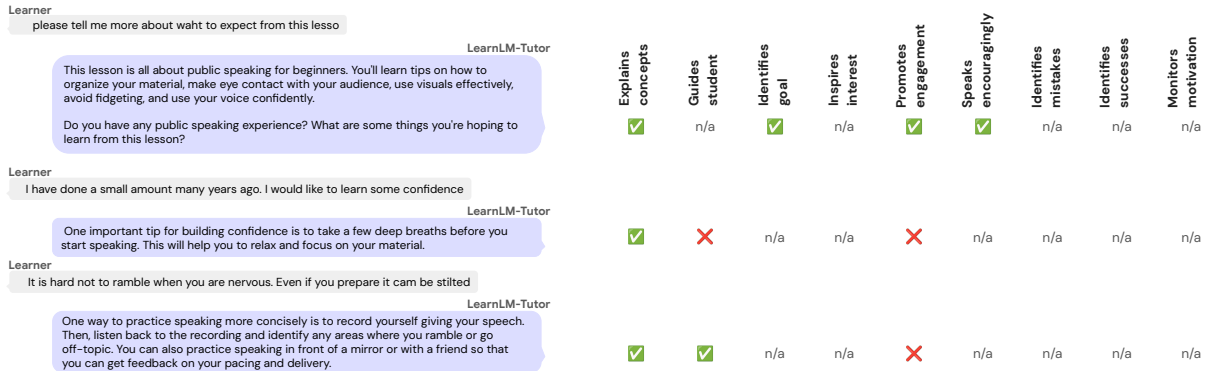 Learner
please tell me more about waht to expect from this lesso
LearnLM-Tutor
This lesson is all about public speaking for beginners. You'll learn tips on how to
organize your material, make eye contact with your audience, use visuals effectively,
avoid fidgeting, and use your voice confidently.
Do you have any public speaking experience? What are some things you're hoping to
learn from this lesson?
Explains
concepts
Guides
student
Identifies
goal
Inspires
interest
Promotes
engagement
Speaks
encouragingly
Identifies
mistakes
Identifies
successes
Monitors
motivation
✅ n/a ✅ n/a ✅ ✅ n/a n/a n/a
Learner
I have done a small amount many years ago. I would like to learn some confidence
LearnLM-Tutor
One important tip for building confidence is to take a few deep breaths before you
start speaking. This will help you to relax and focus on your material.
✅ ❌ n/a n/a ❌ n/a n/a n/a n/a
Learner
It is hard not to ramble when you are nervous. Even if you prepare it cam be stilted
LearnLM-Tutor
One way to practice speaking more concisely is to record yourself giving your speech.
Then, listen back to the recording and identify any areas where you ramble or go
off-topic. You can also practice speaking in front of a mirror or with a friend so that
you can get feedback on your pacing and delivery.
✅ ✅ n/a n/a ❌ n/a n/a n/a n/a